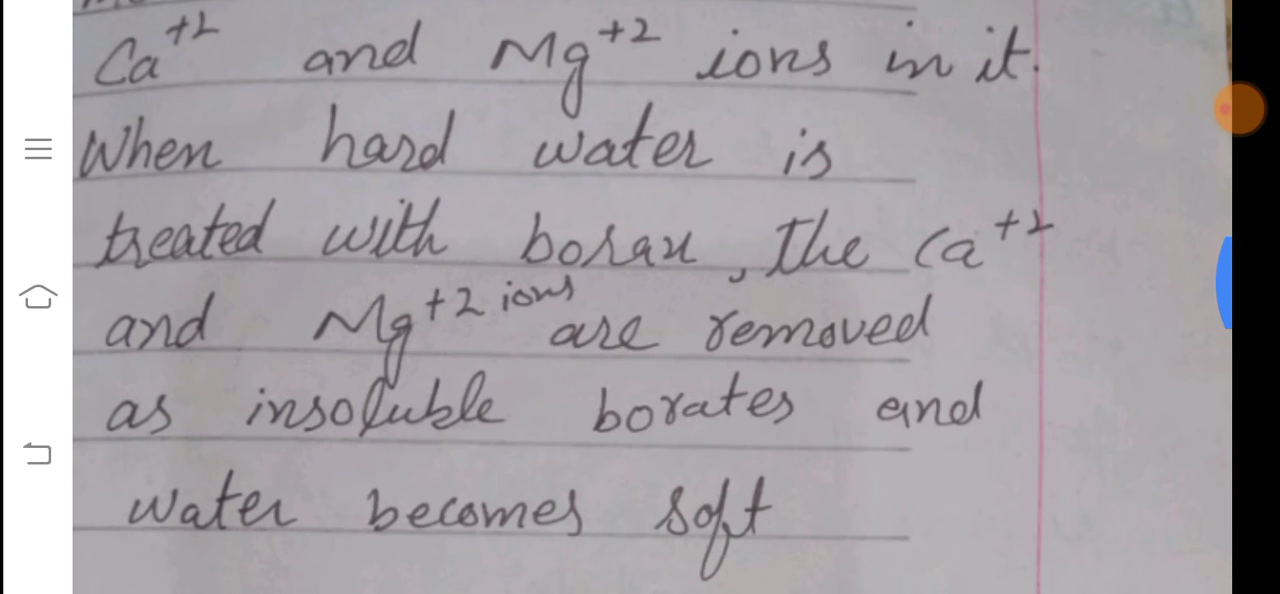 Ca⁺² and Mg⁺² ions in it.
When hard water is
treated with borax, the Ca⁺²
and Mg⁺² ions are removed
as insoluble borates and
water becomes soft